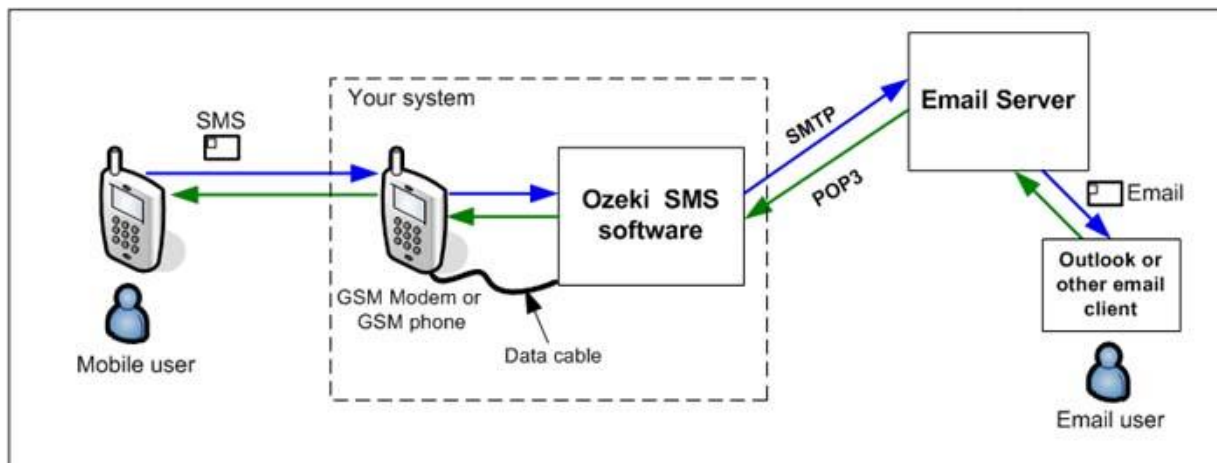 SMS
Mobile user
Your system
GSM Modem or
GSM phone
Data cable
Ozeki SMS
software
SMTP
POP3
Email Server
Email
Outlook or
other email
client
Email user